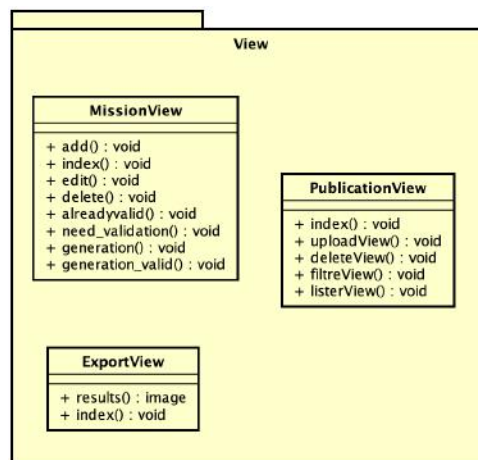 View
MissionView
+ add() : void
+ index() : void
+ edit() : void
+ delete() : void
+ alreadyvalid() : void
+ need_validation() : void
+ generation() : void
+ generation_valid() : void
PublicationView
+ index() : void
+ uploadView() : void
+ deleteView() : void
+ filtreView() : void
+ listerView() : void
ExportView
+ results() : image
+ index() : void